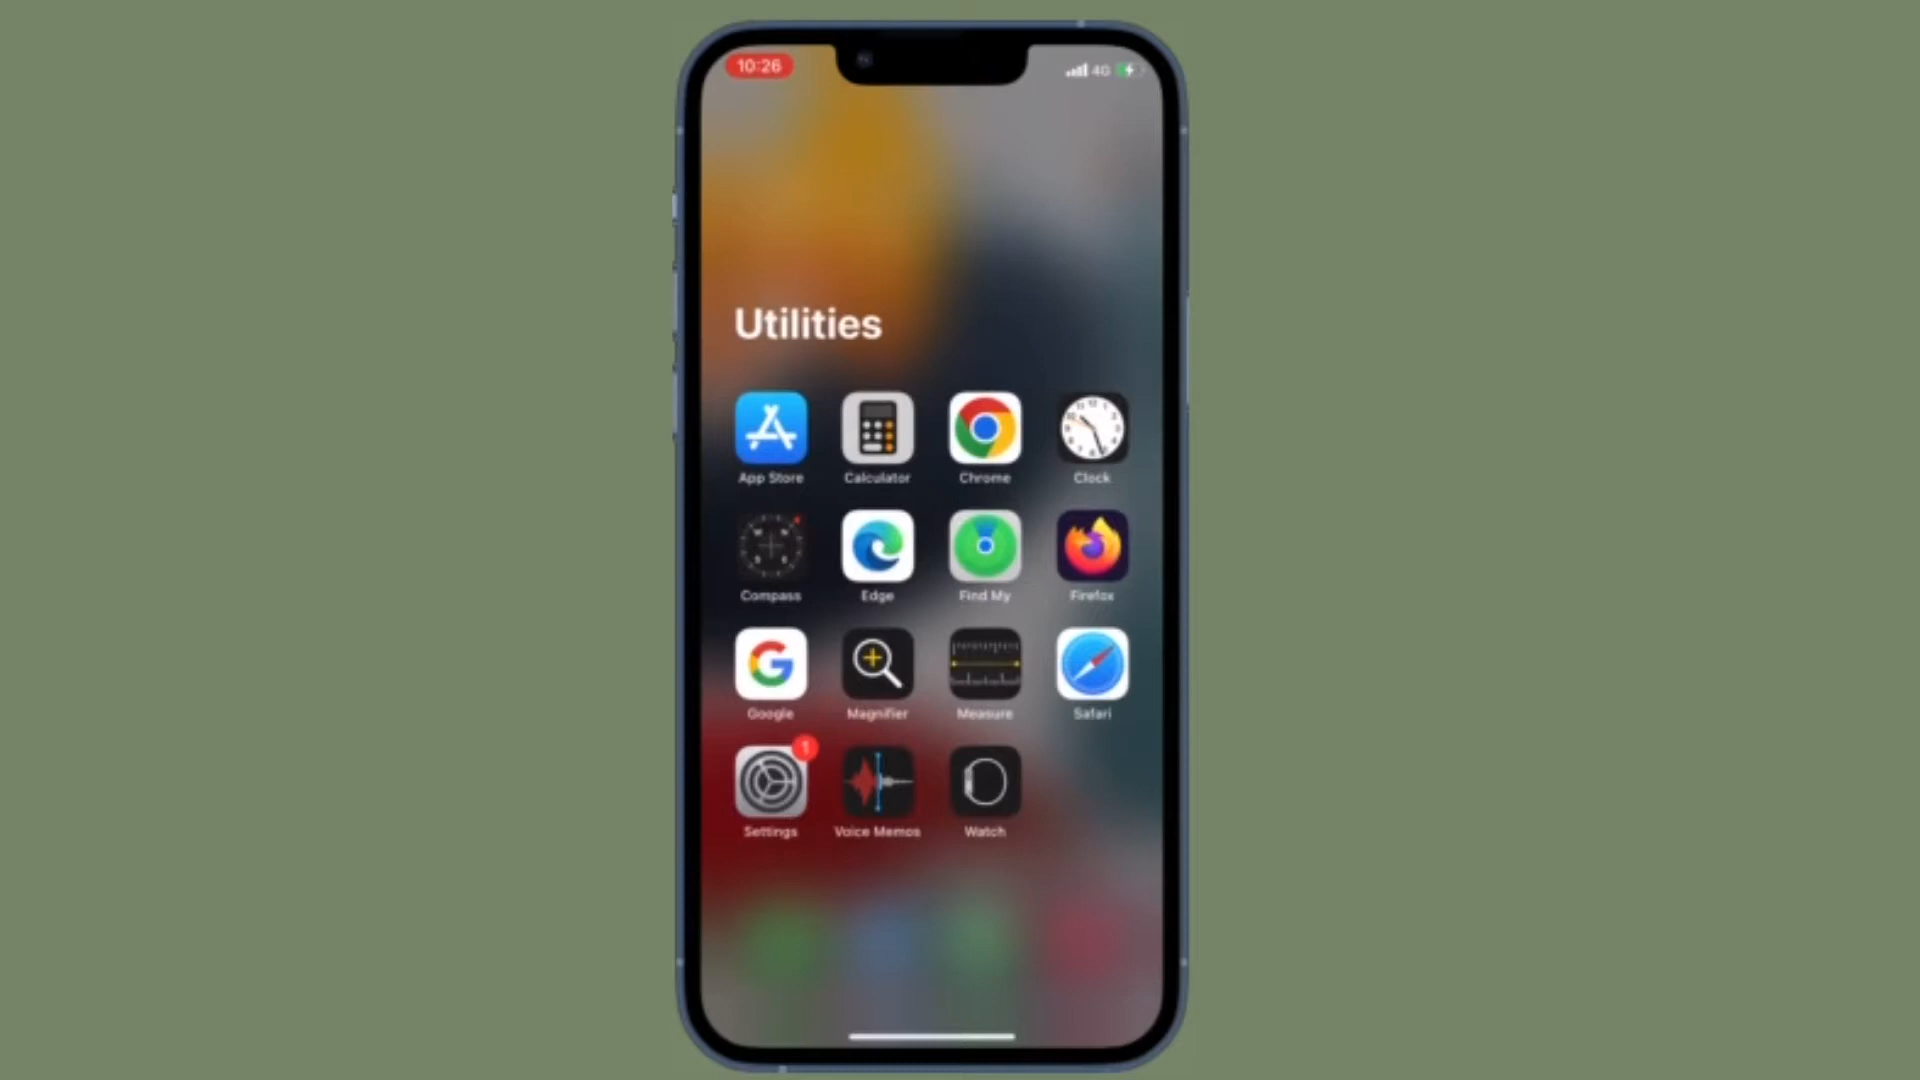 10:26
4G
Utilities
App Store Calculator Chrome Clock
Compass Edge Find My Firefox
Google Magnifier Measure Safari
1
Settings Voice Memos Watch